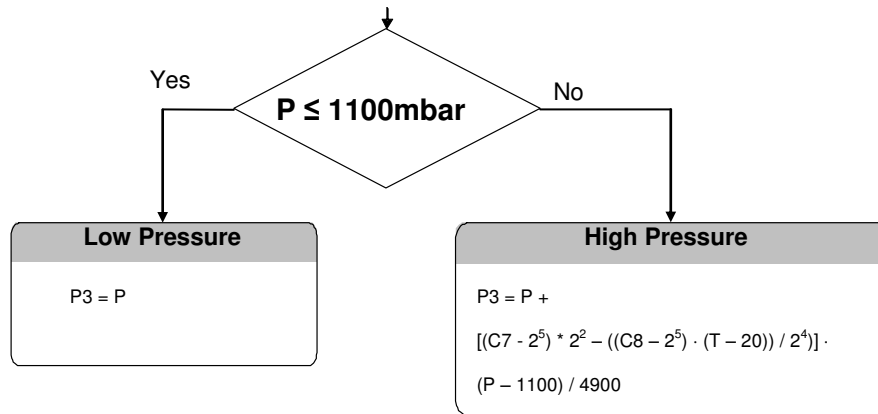 Yes
No
P ≤ 1100mbar
Low Pressure
P3 = P
High Pressure
P3 = P +
[(C7 - 2⁵) * 2² – ((C8 – 2⁵) · (T – 20)) / 2⁴)] ·
(P – 1100) / 4900